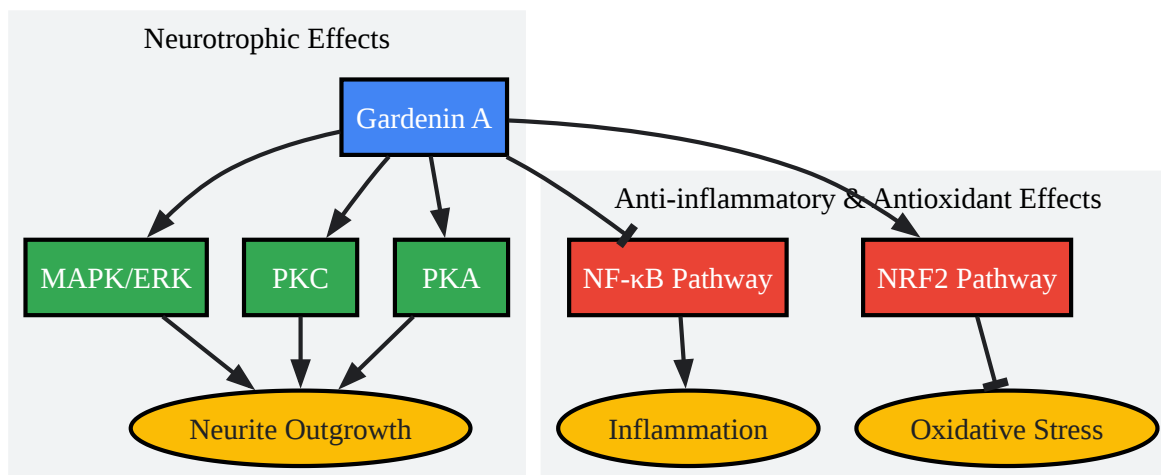 Neurotrophic Effects
Gardenin A
Anti-inflammatory & Antioxidant Effects
MAPK/ERK
PKC
PKA
NF-κB Pathway
NRF2 Pathway
Neurite Outgrowth
Inflammation
Oxidative Stress